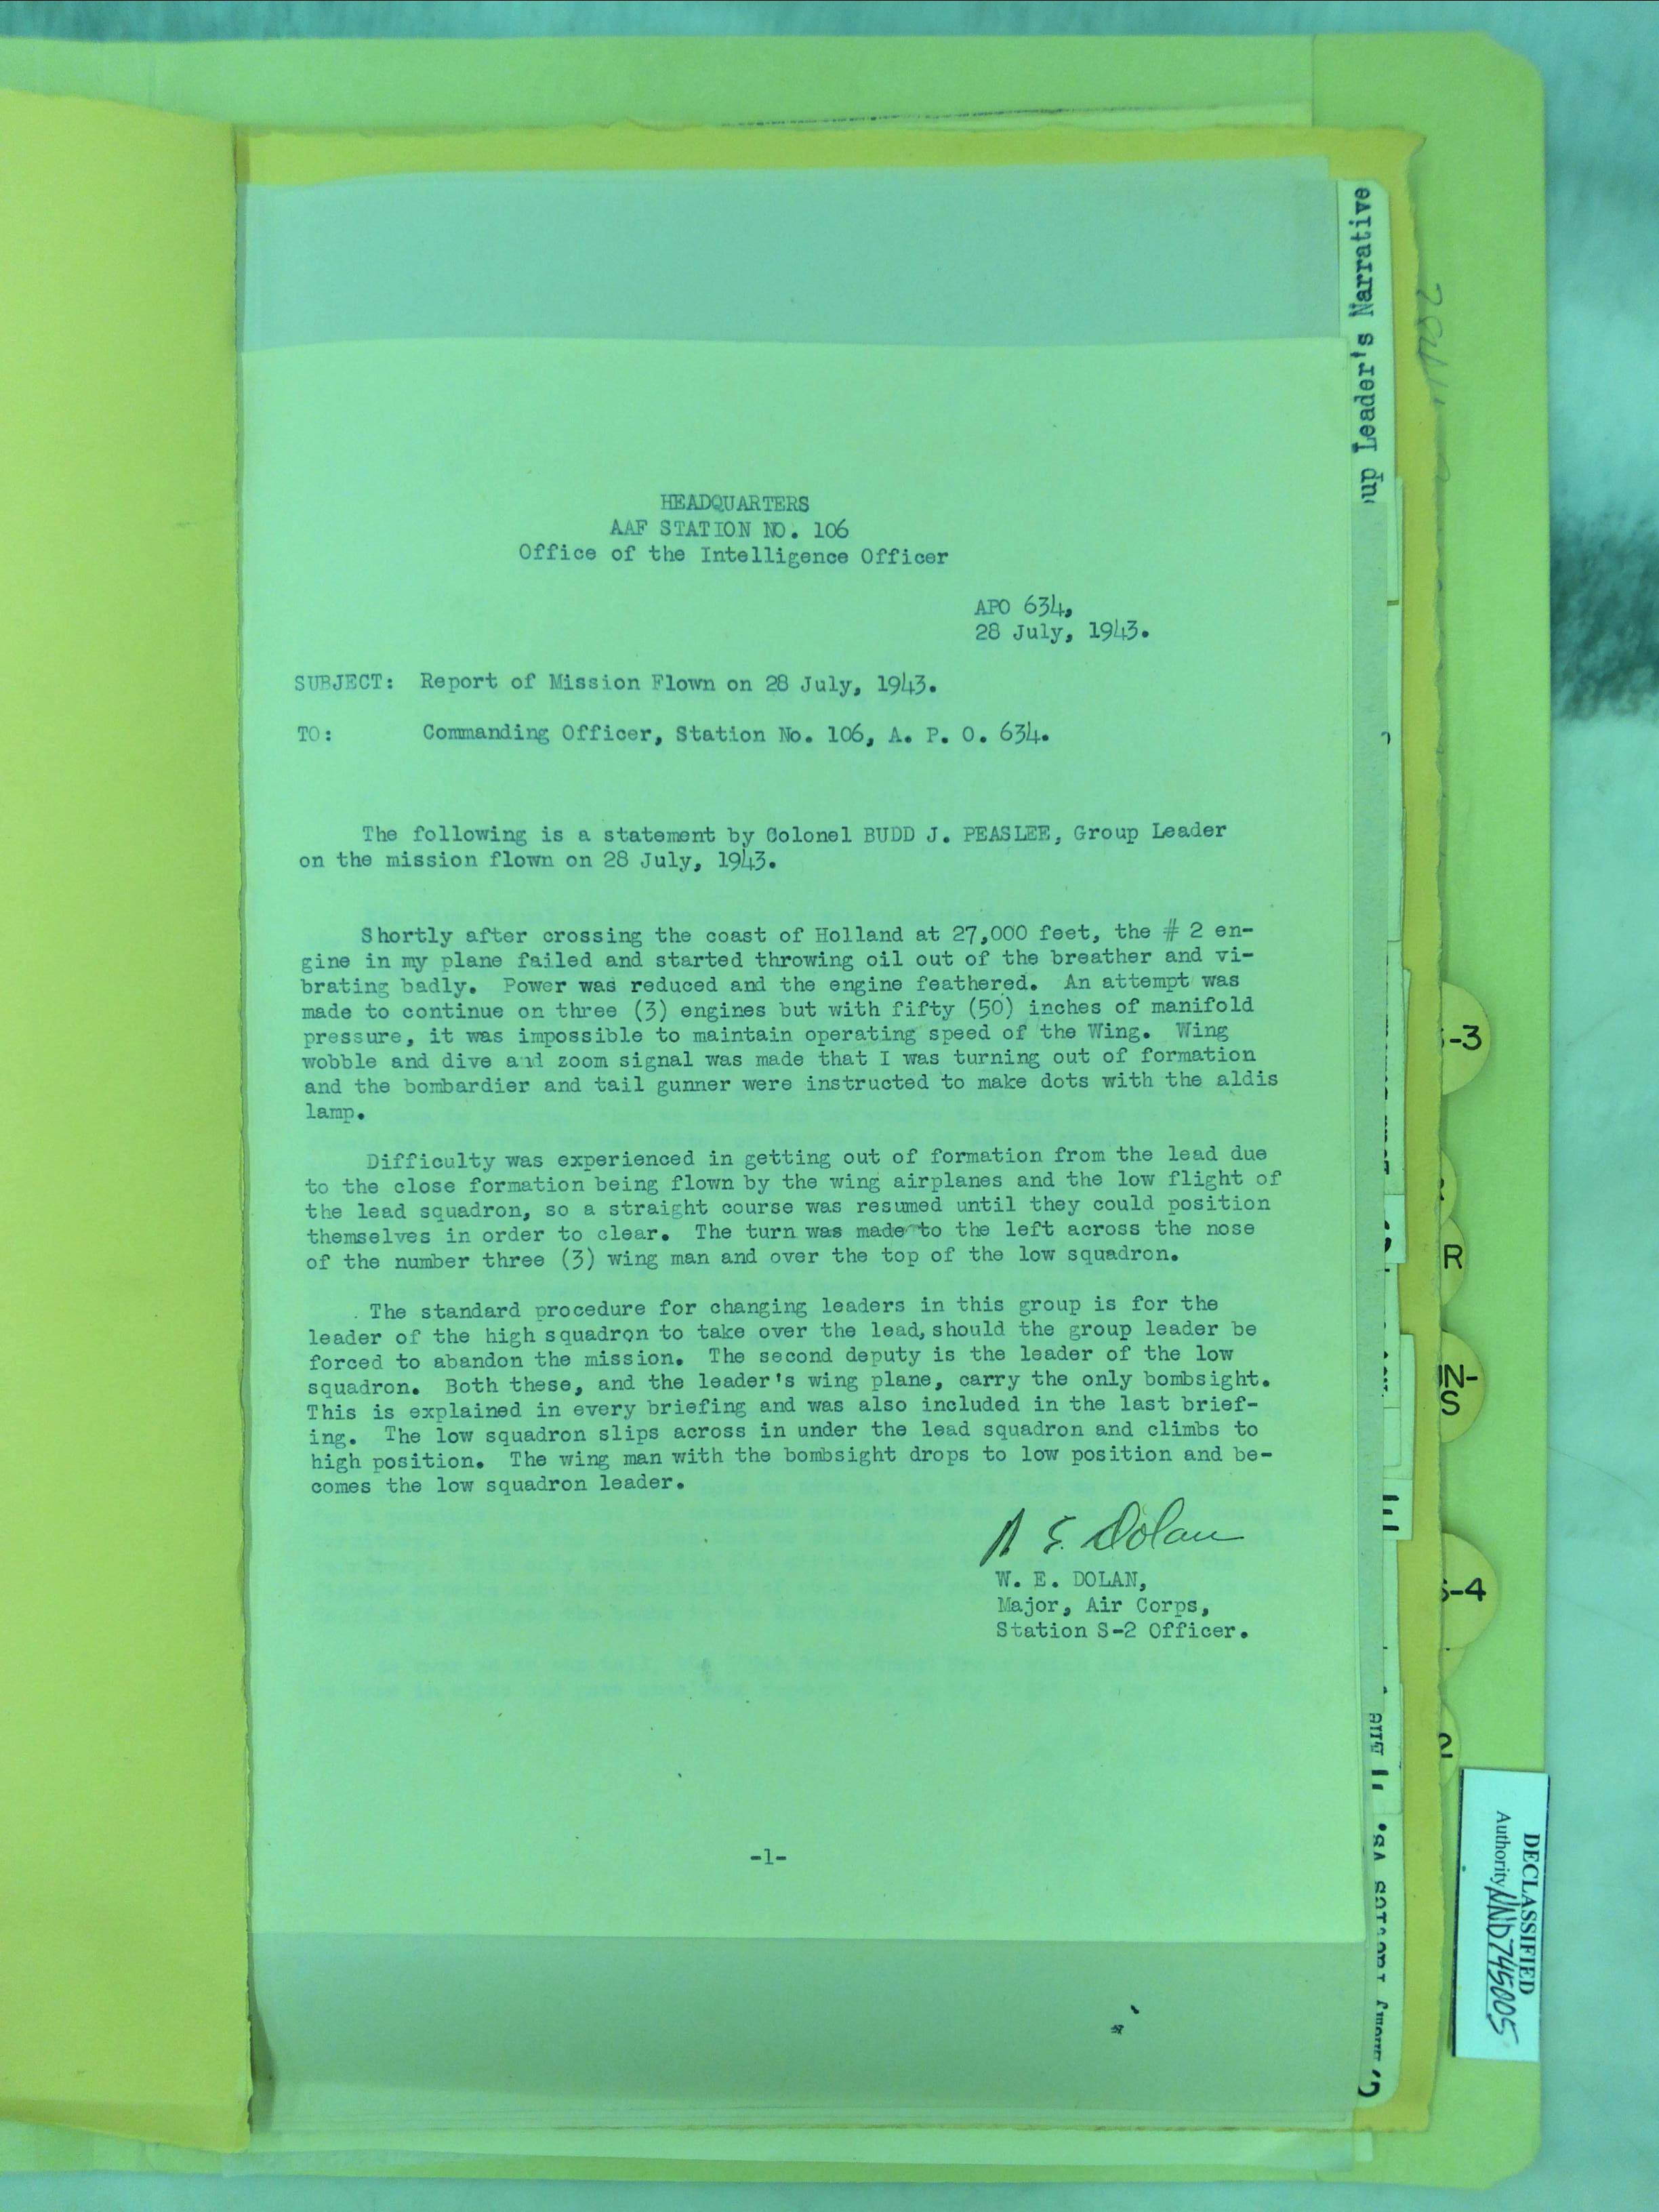 HEADQUARTERS
AAF STATION NO. 106
Office of the Intelligence Officer
APO 634,
28 July, 1943.
SUBJECT: Report of Mission Flown on 28 July, 1943.
TO: Commanding Officer, Station No. 106, A. P. O. 634.
The following is a statement by Colonel BUDD J. PEASLEE, Group Leader
on the mission flown on 28 July, 1943.
Shortly after crossing the coast of Holland at 27,000 feet, the # 2 en-
gine in my plane failed and started throwing oil out of the breather and vi-
brating badly. Power was reduced and the engine feathered. An attempt was
made to continue on three (3) engines but with fifty (50) inches of manifold
pressure, it was impossible to maintain operating speed of the Wing. Wing
wobble and dive and zoom signal was made that I was turning out of formation
and the bombardier and tail gunner were instructed to make dots with the aldis
lamp.
Difficulty was experienced in getting out of formation from the lead due
to the close formation being flown by the wing airplanes and the low flight of
the lead squadron, so a straight course was resumed until they could position
themselves in order to clear. The turn was made to the left across the nose
of the number three (3) wing man and over the top of the low squadron.
The standard procedure for changing leaders in this group is for the
leader of the high squadron to take over the lead, should the group leader be
forced to abandon the mission. The second deputy is the leader of the low
squadron. Both these, and the leader's wing plane, carry the only bombsight.
This is explained in every briefing and was also included in the last brief-
ing. The low squadron slips across in under the lead squadron and climbs to
high position. The wing man with the bombsight drops to low position and be-
comes the low squadron leader.
W. E. Dolan
W. E. DOLAN,
Major, Air Corps,
Station S-2 Officer.
-1-
up Leader's Narrative
-3
R
IN-
S
-4
DECLASSIFIED
Authority NND745005